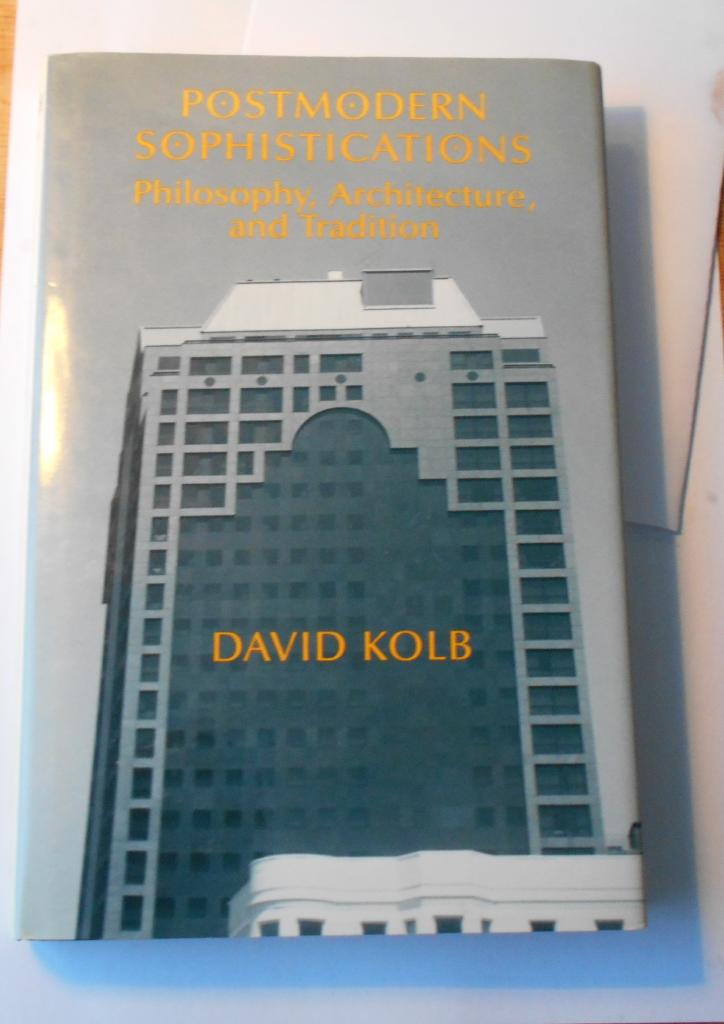 POSTMODERN
SOPHISTICATIONS
Philosophy, Architecture,
and Tradition
DAVID KOLB